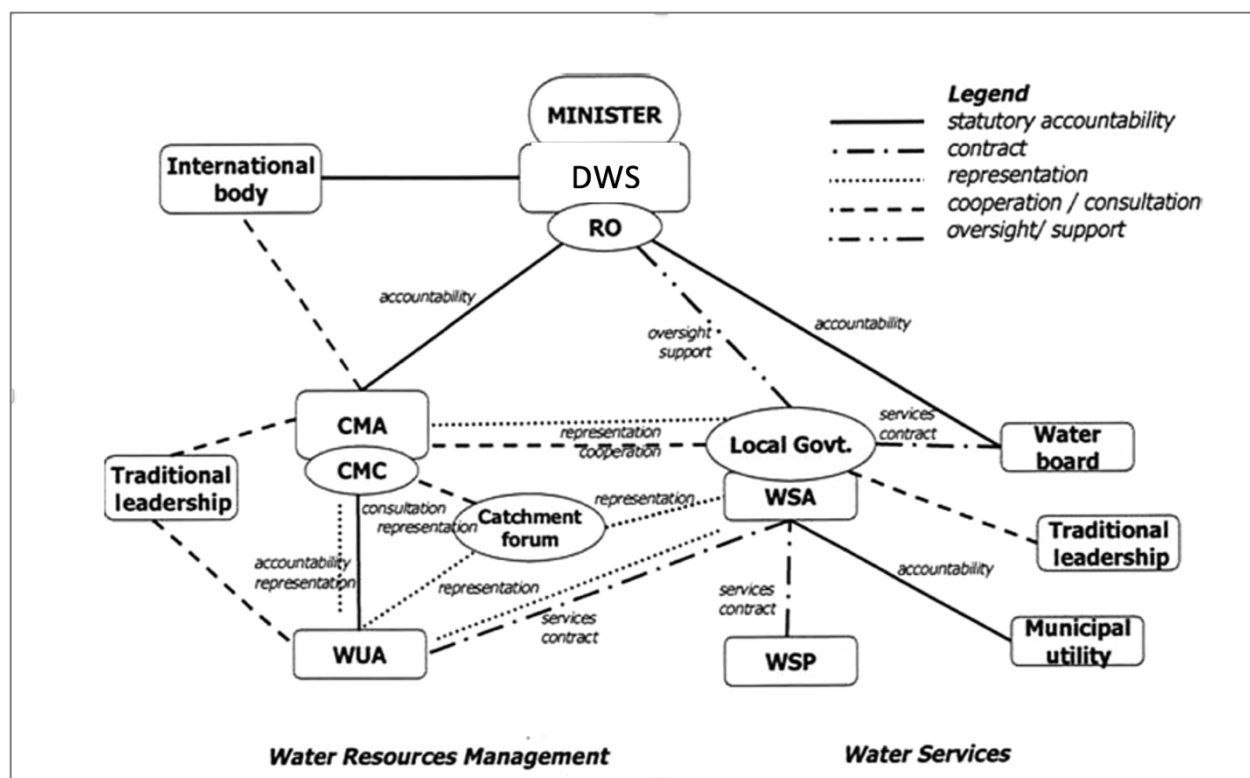 MINISTER
DWS
RO
International
body
Legend
statutory accountability
contract
representation
cooperation / consultation
oversight/ support
accountability
oversight
support
accountability
CMA
CMC
representation
cooperation
Local Govt.
WSA
services
contract
Water
board
Traditional
leadership
consultation
representation
Catchment
forum
representation
Traditional
leadership
accountability
representation
representation
services
contract
services
contract
accountability
WUA
WSP
Municipal
utility
Water Resources Management
Water Services